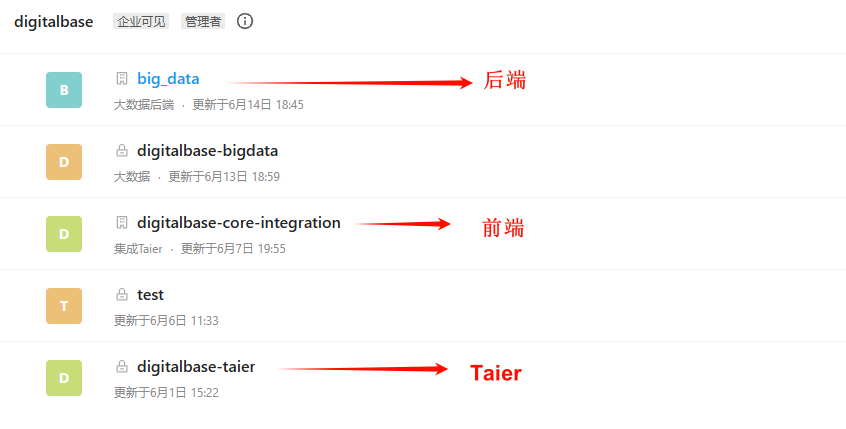 digitalbase 企业可见 管理者
B big_data 后端
大数据后端 · 更新于6月14日 18:45
D digitalbase-bigdata
大数据 · 更新于6月13日 18:59
D digitalbase-core-integration 前端
集成Taier · 更新于6月7日 19:55
T test
更新于6月6日 11:33
D digitalbase-taier Taier
更新于6月1日 15:22